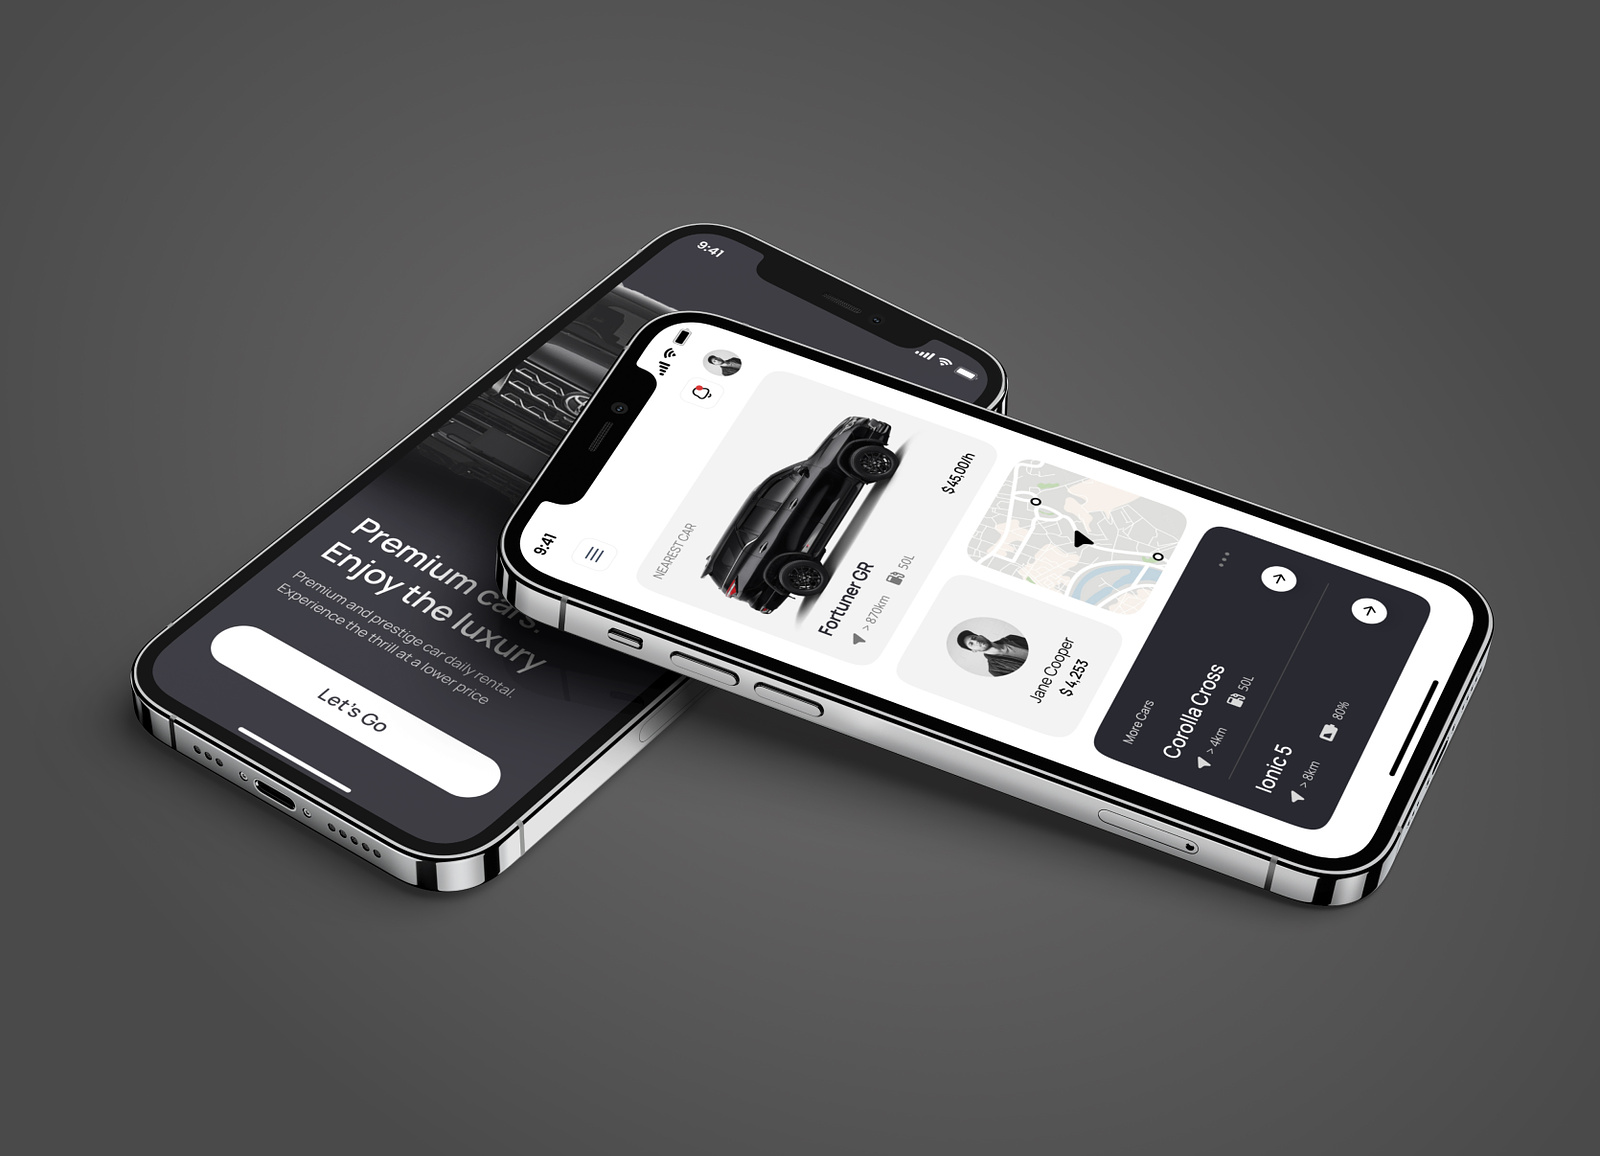 9:41
Premium cars.
Enjoy the luxury
Premium and prestige car daily rental.
Experience the thrill at a lower price
Let's Go
9:41
NEAREST CAR
Fortuner GR
> 870km
50L
$45,00/h
Jane Cooper
$ 4,253
More Cars
Corolla Cross
> 4km
50L
Ionic 5
> 8km
80%